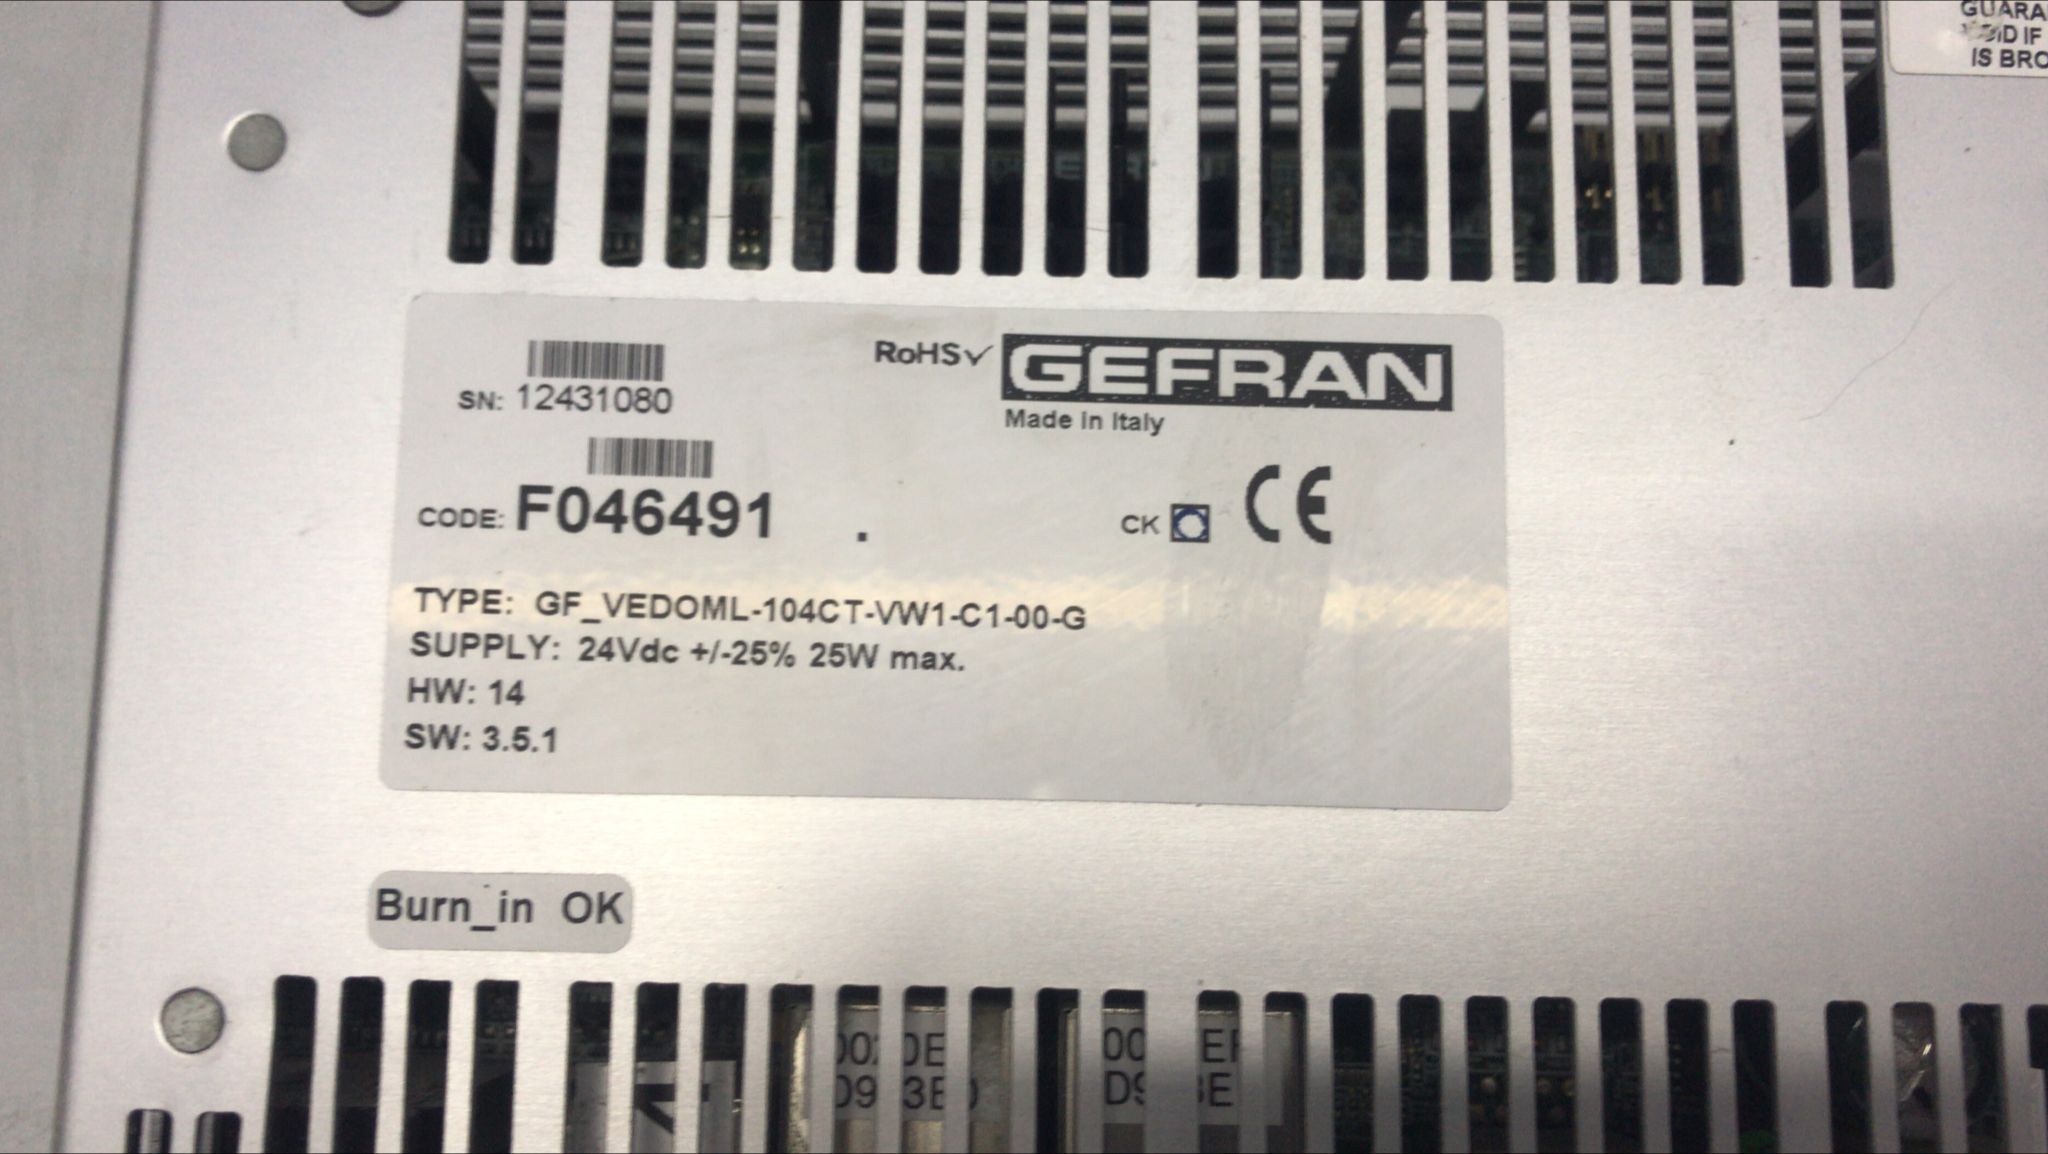 IS BRO
RoHS✓ GEFRAN
Made in Italy
SN: 12431080
CODE: F046491 .
CK CE
TYPE: GF_VEDOML-104CT-VW1-C1-00-G
SUPPLY: 24Vdc +/-25% 25W max.
HW: 14
SW: 3.5.1
Burn_in OK